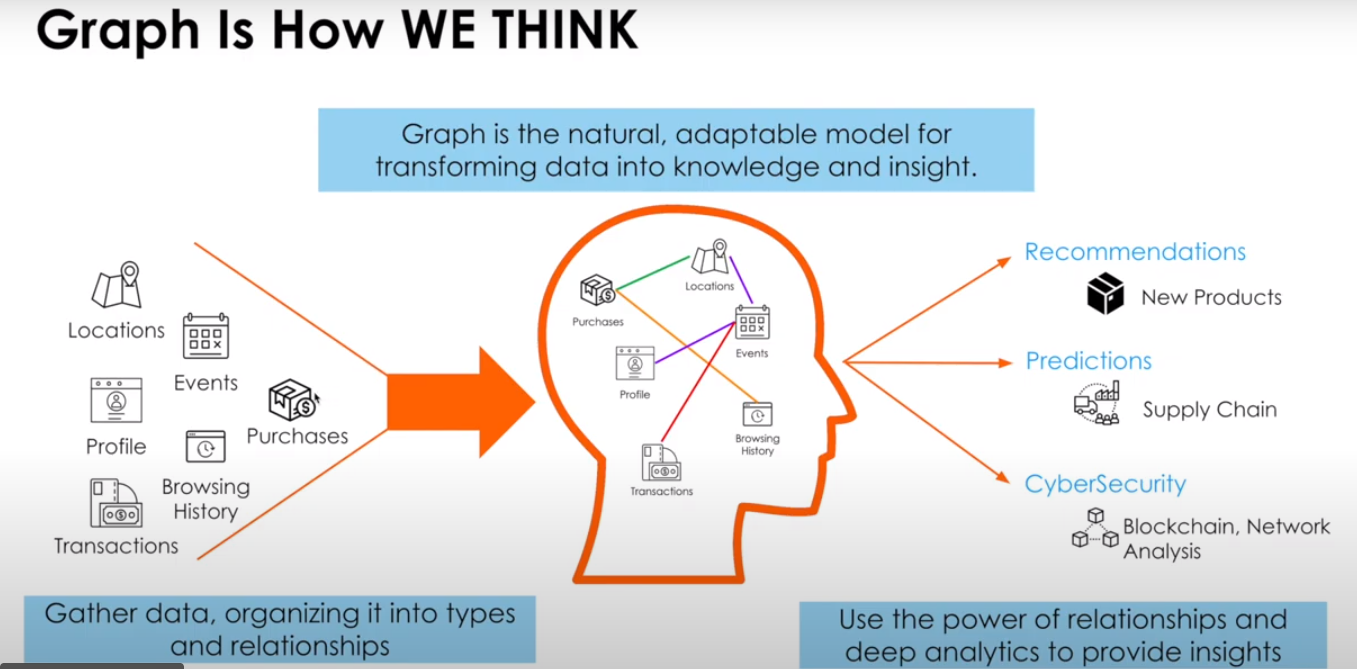 Graph Is How WE THINK
Graph is the natural, adaptable model for
transforming data into knowledge and insight.
Locations
Events
Profile
Purchases
Browsing
History
Transactions
Locations
Purchases
Events
Profile
Browsing
History
Transactions
Recommendations
New Products
Predictions
Supply Chain
CyberSecurity
Blockchain, Network
Analysis
Gather data, organizing it into types
and relationships
Use the power of relationships and
deep analytics to provide insights